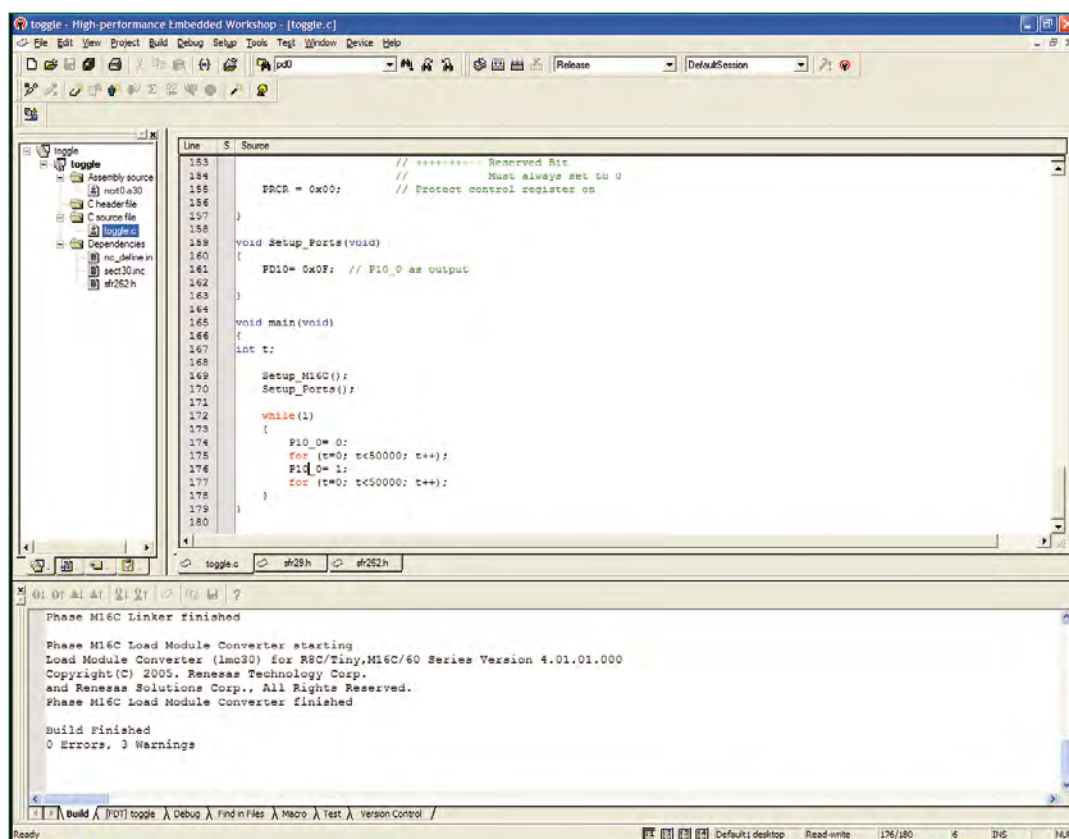 toggle - High-performance Embedded Workshop - [toggle.c]
File Edit View Project Build Debug Setup Tools Test Window Device Help
pd0 Release DefaultSession
toggle
toggle
Assembly source
ncrt0.a30
C header file
C source file
toggle.c
Dependencies
nc_define.in
sect30.inc
sfr262.h
Line S Source
153 // ++++++++++ Reserved Bit
154 // Must always set to 0
155 PRCR = 0x00; // Protect control register on
156
157 }
158
159 void Setup_Ports(void)
160 {
161 PD10= 0x0F; // P10_0 as output
162
163 }
164
165 void main(void)
166 {
167 int t;
168
169 Setup_M16C();
170 Setup_Ports();
171
172 while(1)
173 {
174 P10_0= 0;
175 for (t=0; t<50000; t++);
176 P10_0= 1;
177 for (t=0; t<50000; t++);
178 }
179 }
180
toggle.c sfr29.h sfr262.h
Phase M16C Linker finished
Phase M16C Load Module Converter starting
Load Module Converter (lmc30) for R8C/Tiny,M16C/60 Series Version 4.01.01.000
Copyright(C) 2005. Renesas Technology Corp.
and Renesas Solutions Corp., All Rights Reserved.
Phase M16C Load Module Converter finished
Build Finished
0 Errors, 3 Warnings
Build [FDT] toggle Debug Find in Files Macro Test Version Control
Ready Default1 desktop Read-write 176/180 6 INS NU